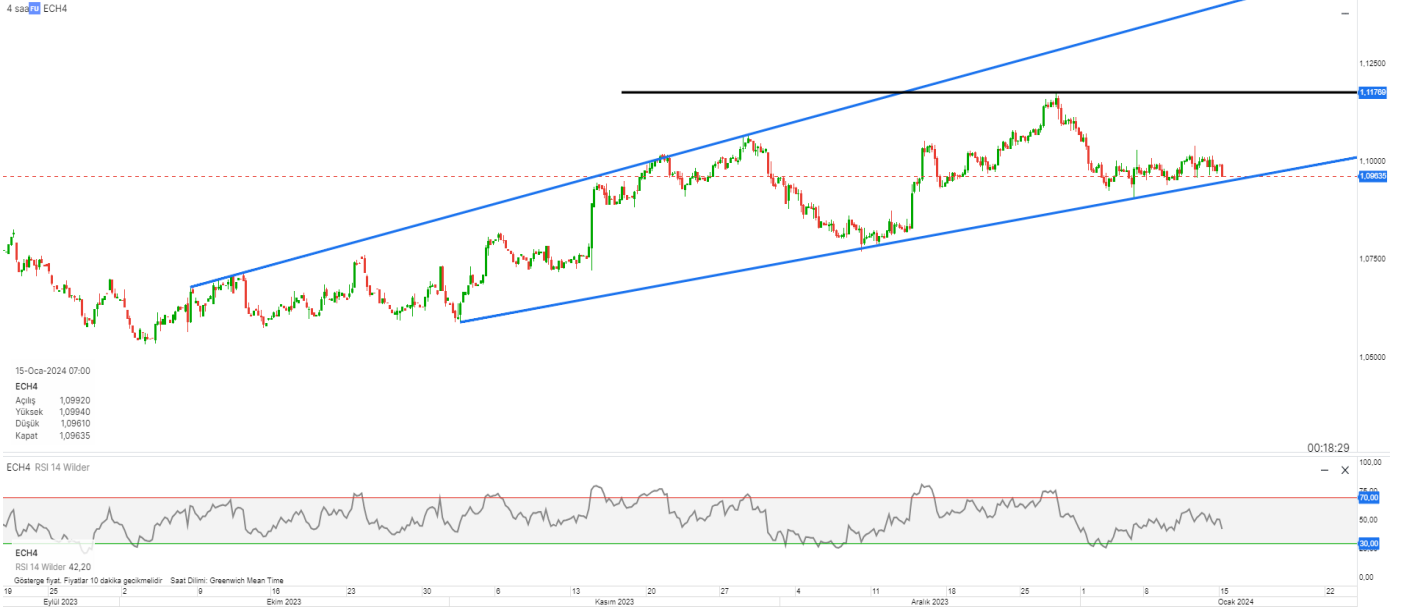 4 saa FU ECH4
1,12500
1,11769
1,10000
1,09635
1,07500
1,05000
15-Oca-2024 07:00
ECH4
Açılış 1,09920
Yüksek 1,09940
Düşük 1,09610
Kapat 1,09635
00:18:29
ECH4 RSI 14 Wilder
100,00
70,00
50,00
30,00
0,00
ECH4
RSI 14 Wilder 42,20
Gösterge fiyat. Fiyatlar 10 dakika gecikmelidir Saat Dilimi: Greenwich Mean Time
19 25 2 9 16 23 30 6 13 20 27 4 11 18 25 1 8 15 22
Eylül 2023 Ekim 2023 Kasım 2023 Aralık 2023 Ocak 2024